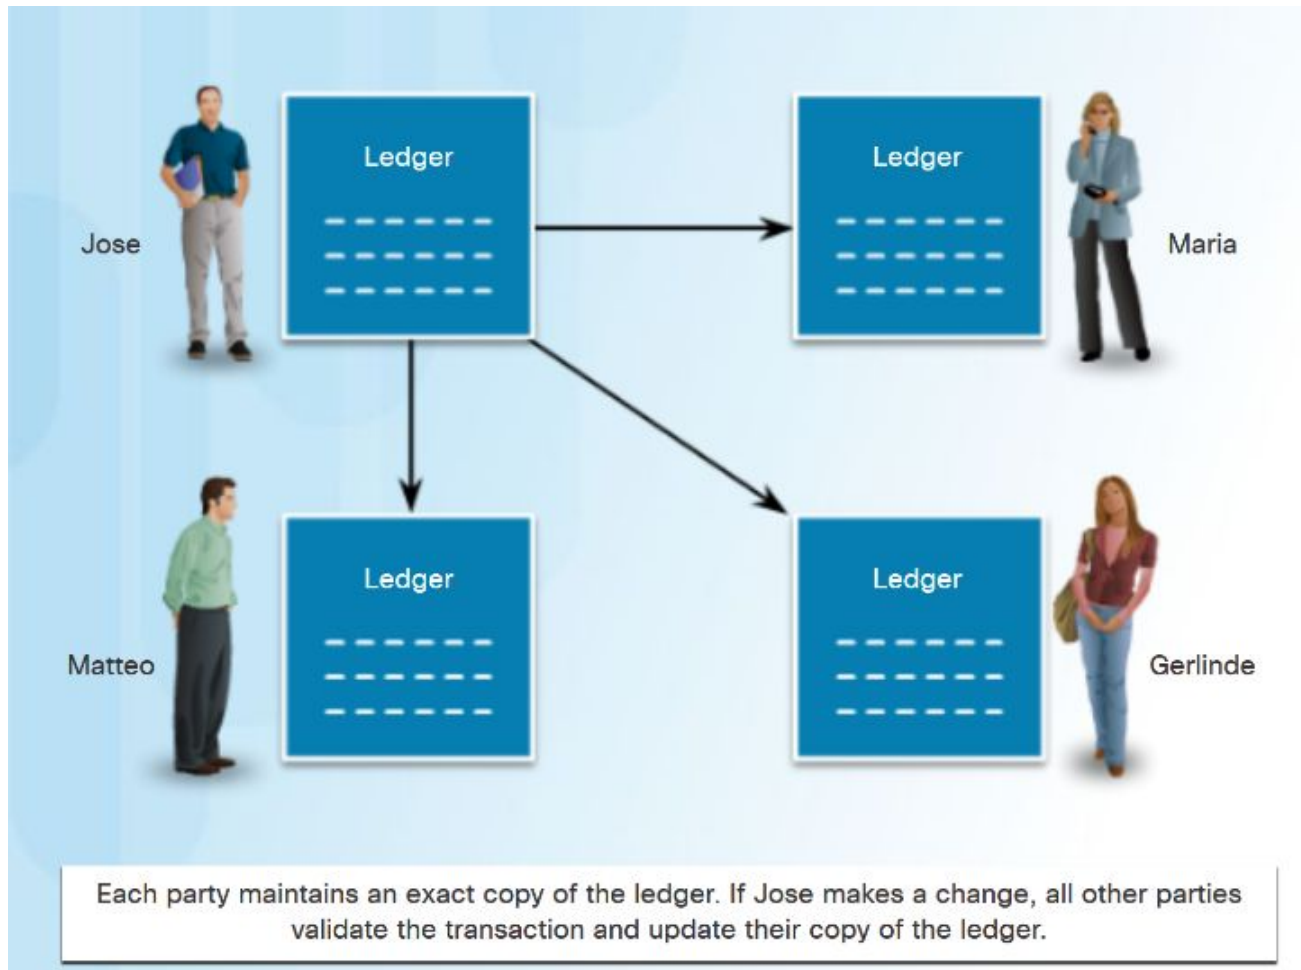 Ledger
Ledger
Jose
Maria
Ledger
Ledger
Matteo
Gerlinde
Each party maintains an exact copy of the ledger. If Jose makes a change, all other parties
validate the transaction and update their copy of the ledger.